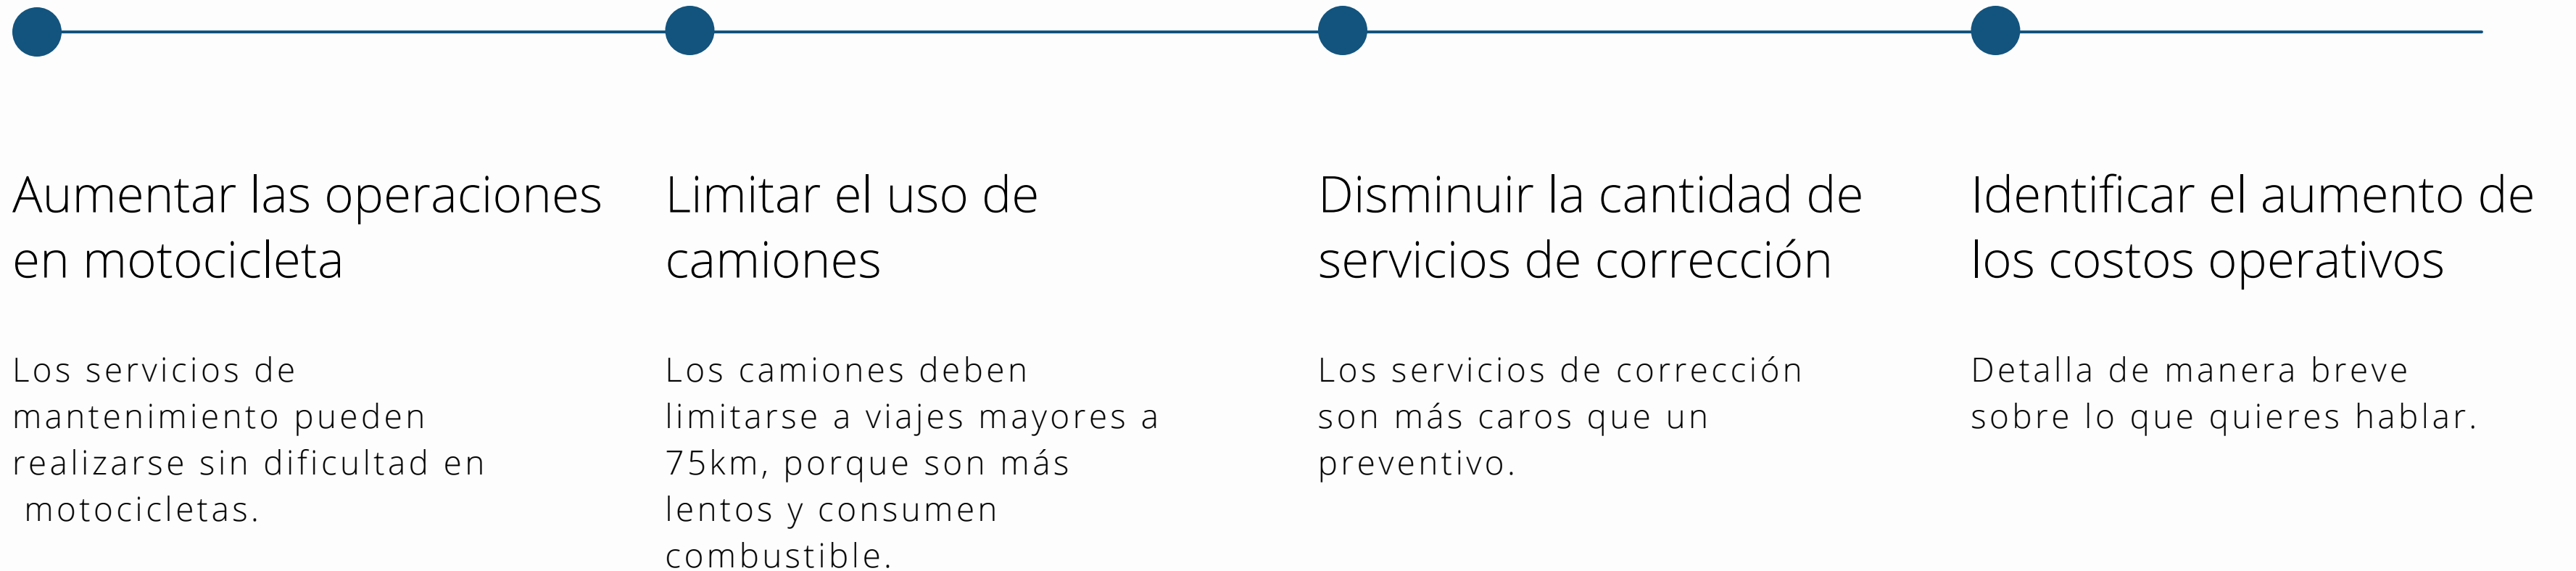 Aumentar las operaciones
en motocicleta
Los servicios de
mantenimiento pueden
realizarse sin dificultad en
motocicletas.
Limitar el uso de
camiones
Los camiones deben
limitarse a viajes mayores a
75km, porque son más
lentos y consumen
combustible.
Disminuir la cantidad de
servicios de corrección
Los servicios de corrección
son más caros que un
preventivo.
Identificar el aumento de
los costos operativos
Detalla de manera breve
sobre lo que quieres hablar.